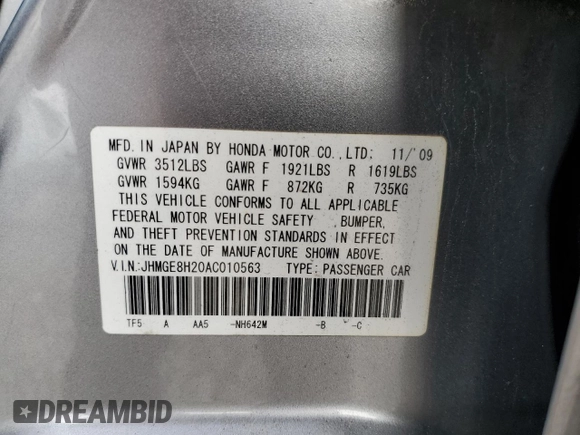 MFD. IN JAPAN BY HONDA MOTOR CO., LTD: 11/'09
GVWR 3512LBS GAWR F 1921LBS R 1619LBS
GVWR 1594KG GAWR F 872KG R 735KG
THIS VEHICLE CONFORMS TO ALL APPLICABLE
FEDERAL MOTOR VEHICLE SAFETY ,BUMPER,
AND THEFT PREVENTION STANDARDS IN EFFECT
ON THE DATE OF MANUFACTURE SHOWN ABOVE.
V.I.N:JHMGE8H20AC010563 TYPE: PASSENGER CAR
TF5 A AA5 -NH642M -B -C
DREAMBID